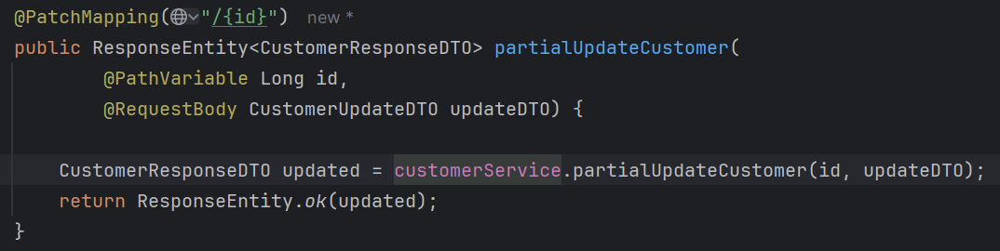 @PatchMapping("/{id}") new *
public ResponseEntity<CustomerResponseDTO> partialUpdateCustomer(
@PathVariable Long id,
@RequestBody CustomerUpdateDTO updateDTO) {
CustomerResponseDTO updated = customerService.partialUpdateCustomer(id, updateDTO);
return ResponseEntity.ok(updated);
}